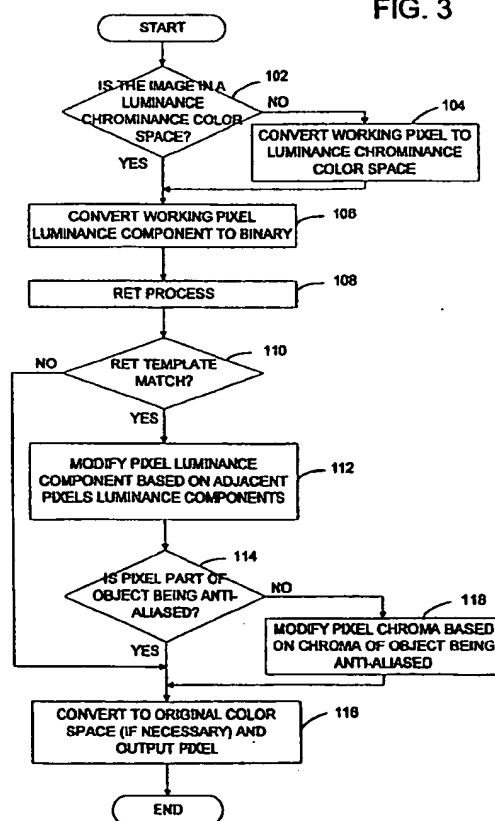 FIG. 3
START
IS THE IMAGE IN A
LUMINANCE
CHROMINANCE COLOR
SPACE?
102
NO
YES
104
CONVERT WORKING PIXEL TO
LUMINANCE CHROMINANCE
COLOR SPACE
CONVERT WORKING PIXEL
LUMINANCE COMPONENT TO BINARY
106
RET PROCESS
108
RET TEMPLATE
MATCH?
110
NO
YES
MODIFY PIXEL LUMINANCE
COMPONENT BASED ON ADJACENT
PIXELS LUMINANCE COMPONENTS
112
IS PIXEL PART OF
OBJECT BEING ANTI-
ALIASED?
114
NO
YES
118
MODIFY PIXEL CHROMA BASED
ON CHROMA OF OBJECT BEING
ANTI-ALIASED
CONVERT TO ORIGINAL COLOR
SPACE (IF NECESSARY) AND
OUTPUT PIXEL
116
END